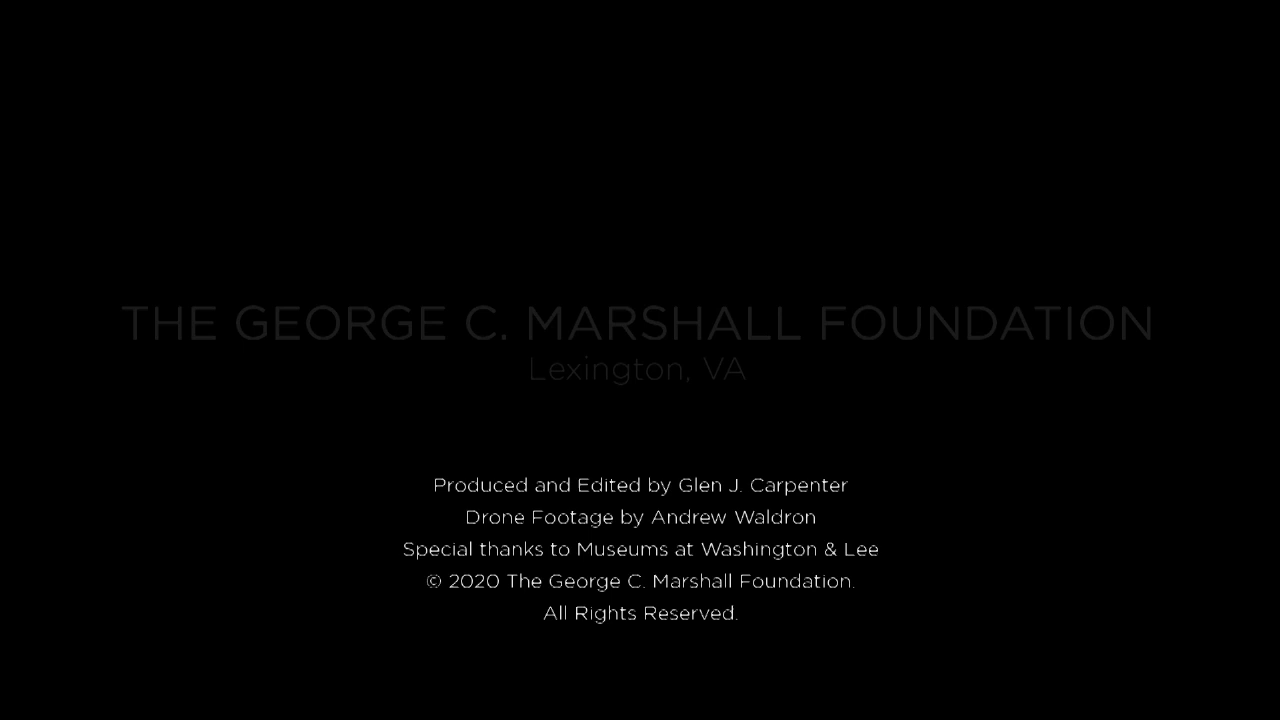 THE GEORGE C. MARSHALL FOUNDATION
Lexington, VA
Produced and Edited by Glen J. Carpenter
Drone Footage by Andrew Waldron
Special thanks to Museums at Washington & Lee
© 2020 The George C. Marshall Foundation.
All Rights Reserved.